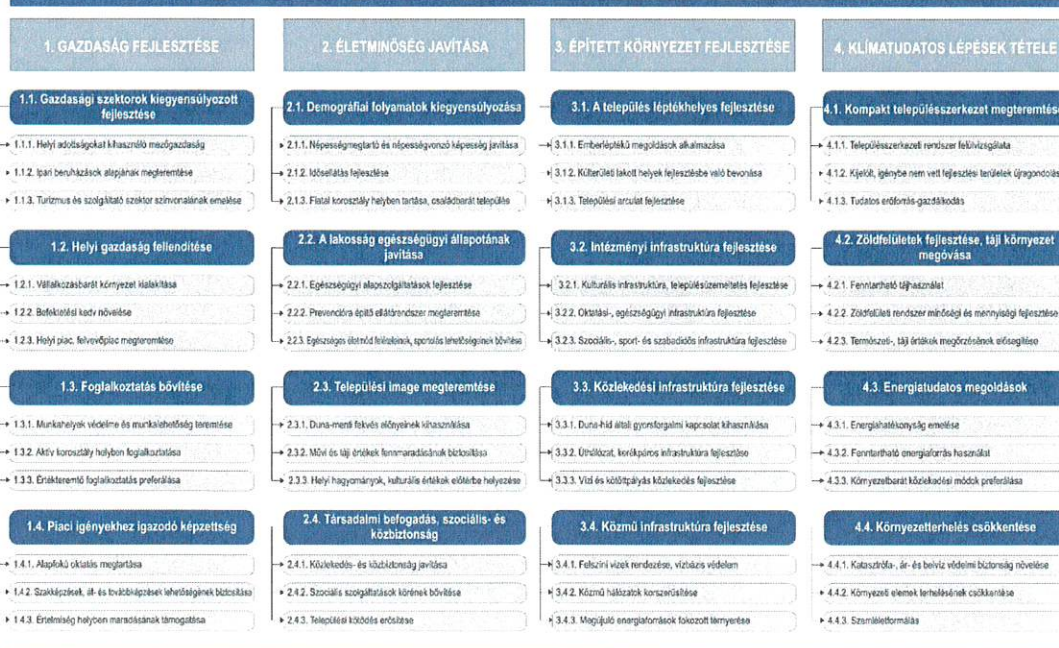 1. GAZDASÁG FEJLESZTÉSE
1.1. Gazdasági szektorok kiegyensúlyozott
fejlesztése
1.1.1. Helyi adottságokat kihasználó mezőgazdaság
1.1.2. Ipari beruházások alapjának megteremtése
1.1.3. Turizmus és szolgáltató szektor színvonalának emelése
1.2. Helyi gazdaság fellendítése
1.2.1. Vállalkozásbarát környezet kialakítása
1.2.2. Befektetési kedv növelése
1.2.3. Helyi piac, felvevőpiac megteremtése
1.3. Foglalkoztatás bővítése
1.3.1. Munkahelyek védelme és munkalehetőség teremtése
1.3.2. Aktív korosztály helyben foglalkoztatása
1.3.3. Értékteremtő foglalkoztatás preferálása
1.4. Piaci igényekhez igazodó képzettség
1.4.1. Alapfokú oktatás megtartása
1.4.2. Szakképzések, át- és továbbképzések lehetőségének biztosítása
1.4.3. Értelmiség helyben maradásának támogatása
2. ÉLETMINŐSÉG JAVÍTÁSA
2.1. Demográfiai folyamatok kiegyensúlyozása
2.1.1. Népességmegtartó és népességvonzó képesség javítása
2.1.2. Idősellátás fejlesztése
2.1.3. Fiatal korosztály helyben tartása, családbarát település
2.2. A lakosság egészségügyi állapotának
javítása
2.2.1. Egészségügyi alapszolgáltatások fejlesztése
2.2.2. Prevencióra építő ellátórendszer megteremtése
2.2.3. Egészséges életmód feltételeinek, sportolás lehetőségeinek bővítése
2.3. Települési image megteremtése
2.3.1. Duna-menti fekvés előnyeinek kihasználása
2.3.2. Művi és táji értékek fennmaradásának biztosítása
2.3.3. Helyi hagyományok, kulturális értékek előtérbe helyezése
2.4. Társadalmi befogadás, szociális- és
közbiztonság
2.4.1. Közlekedés- és közbiztonság javítása
2.4.2. Szociális szolgáltatások körének bővítése
2.4.3. Települési kötődés erősítése
3. ÉPÍTETT KÖRNYEZET FEJLESZTÉSE
3.1. A település léptékhelyes fejlesztése
3.1.1. Emberléptékű megoldások alkalmazása
3.1.2. Külterületi lakott helyek fejlesztésbe való bevonása
3.1.3. Települési arculat fejlesztése
3.2. Intézményi infrastruktúra fejlesztése
3.2.1. Kulturális infrastruktúra, településüzemeltetés fejlesztése
3.2.2. Oktatási-, egészségügyi infrastruktúra fejlesztése
3.2.3. Szociális-, sport- és szabadidős infrastruktúra fejlesztése
3.3. Közlekedési infrastruktúra fejlesztése
3.3.1. Duna-híd általi gyorsforgalmi kapcsolat kihasználása
3.3.2. Úthálózat, kerékpáros infrastruktúra fejlesztése
3.3.3. Vízi és kötöttpályás közlekedés fejlesztése
3.4. Közmű infrastruktúra fejlesztése
3.4.1. Felszíni vizek rendezése, vízbázis védelem
3.4.2. Közmű hálózatok korszerűsítése
3.4.3. Megújuló energiaforrások fokozott térnyerése
4. KLÍMATUDATOS LÉPÉSEK TÉTELE
4.1. Kompakt településszerkezet megteremtése
4.1.1. Településszerkezeti rendszer felülvizsgálata
4.1.2. Kijelölt, igénybe nem vett fejlesztési területek újragondolás
4.1.3. Tudatos erőforrás-gazdálkodás
4.2. Zöldfelületek fejlesztése, táji környezet
megóvása
4.2.1. Fenntartható tájhasználat
4.2.2. Zöldfelületi rendszer minőségi és mennyiségi fejlesztése
4.2.3. Természeti-, táji értékek megőrzésének elősegítése
4.3. Energiatudatos megoldások
4.3.1. Energiahatékonyság emelése
4.3.2. Fenntartható energiaforrás használat
4.3.3. Környezetbarát közlekedési módok preferálása
4.4. Környezetterhelés csökkentése
4.4.1. Katasztrófa-, ár- és belvíz védelmi biztonság növelése
4.4.2. Környezeti elemek terhelésének csökkentése
4.4.3. Szemléletformálás